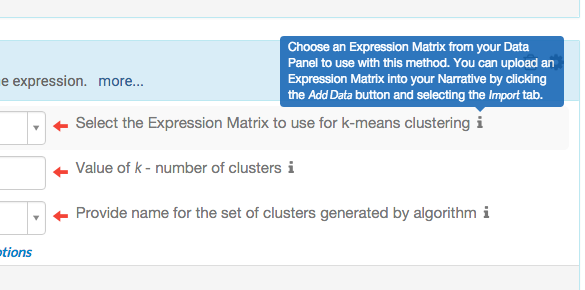 Choose an Expression Matrix from your Data
Panel to use with this method. You can upload an
Expression Matrix into your Narrative by clicking
the Add Data button and selecting the Import tab.
e expression. more...
Select the Expression Matrix to use for k-means clustering
Value of k - number of clusters
Provide name for the set of clusters generated by algorithm
tions